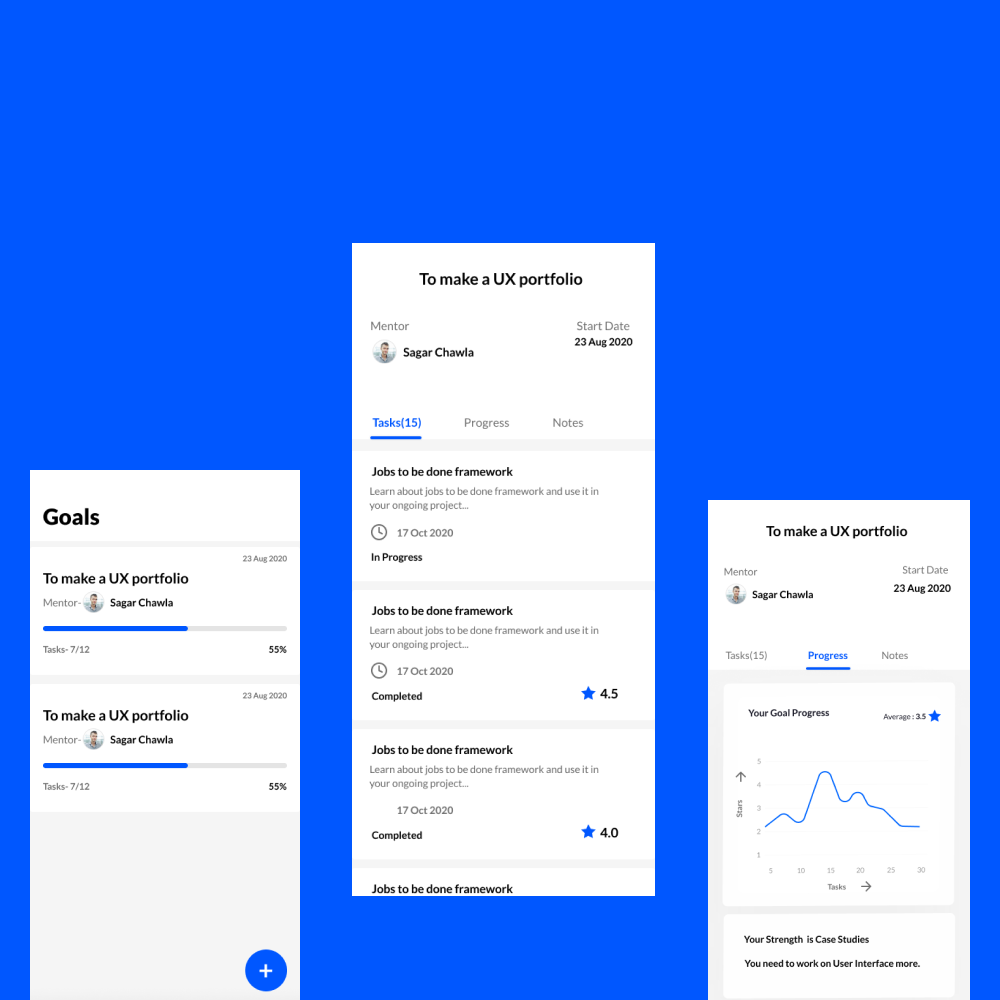 Goals
23 Aug 2020
To make a UX portfolio
Mentor- Sagar Chawla
Tasks- 7/12 55%
23 Aug 2020
To make a UX portfolio
Mentor- Sagar Chawla
Tasks- 7/12 55%
+
To make a UX portfolio
Mentor Start Date
Sagar Chawla 23 Aug 2020
Tasks(15) Progress Notes
Jobs to be done framework
Learn about jobs to be done framework and use it in
your ongoing project...
17 Oct 2020
In Progress
Jobs to be done framework
Learn about jobs to be done framework and use it in
your ongoing project...
17 Oct 2020
Completed 4.5
Jobs to be done framework
Learn about jobs to be done framework and use it in
your ongoing project...
17 Oct 2020
Completed 4.0
Jobs to be done framework
To make a UX portfolio
Mentor Start Date
Sagar Chawla 23 Aug 2020
Tasks(15) Progress Notes
Your Goal Progress Average : 3.5
5
4
3
2
1
Stars
5 10 15 20 25 30
Tasks
Your Strength is Case Studies
You need to work on User Interface more.